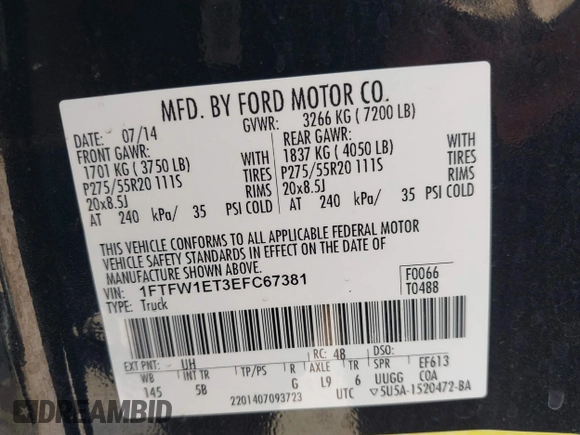 MFD. BY FORD MOTOR CO.
DATE: 07/14 GVWR: 3266 KG ( 7200 LB)
FRONT GAWR: REAR GAWR:
1701 KG ( 3750 LB) WITH 1837 KG ( 4050 LB) WITH
P275/55R20 111S TIRES P275/55R20 111S TIRES
20x8.5J RIMS 20x8.5J RIMS
AT 240 kPa/ 35 PSI COLD AT 240 kPa/ 35 PSI COLD
THIS VEHICLE CONFORMS TO ALL APPLICABLE FEDERAL MOTOR
VEHICLE SAFETY STANDARDS IN EFFECT ON THE DATE OF
MANUFACTURE SHOWN ABOVE.
VIN: 1FTFW1ET3EFC67381 F0066
TYPE: Truck T0488
EXT PNT: UH RC: 48 DSO:
WB INT TR TP/PS R AXLE TR SPR EF613
145 5B G L9 6 UUGG COA
2201407093723 UTC 5U5A-1520472-BA
AUTOBIDMASTER